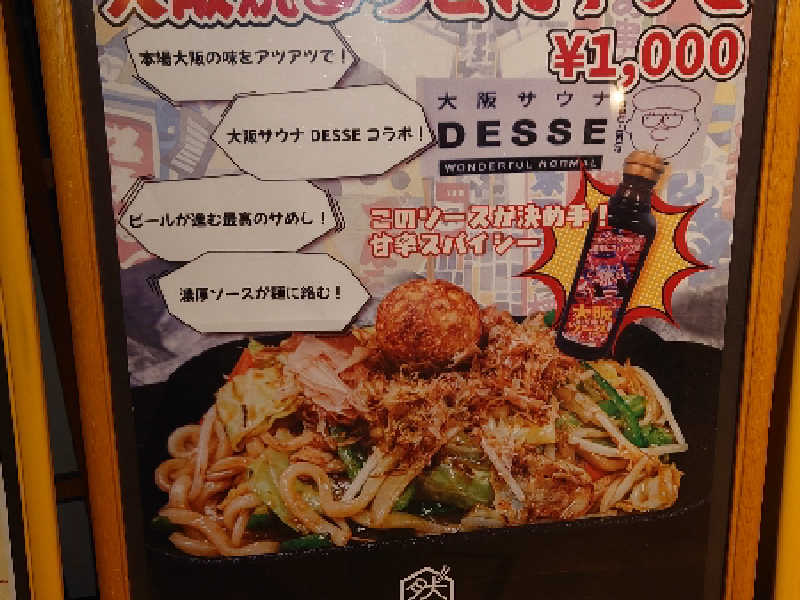 ¥1,000
本場大阪の味をアツアツで!
大阪サウナ DESSE コラボ!
大阪サウナ
DESSE
WONDERFUL NORMAL
ビールが進む最高のサめし!
このソースが決め手!
甘辛スパイシー
濃厚ソースが麺に絡む!
大阪